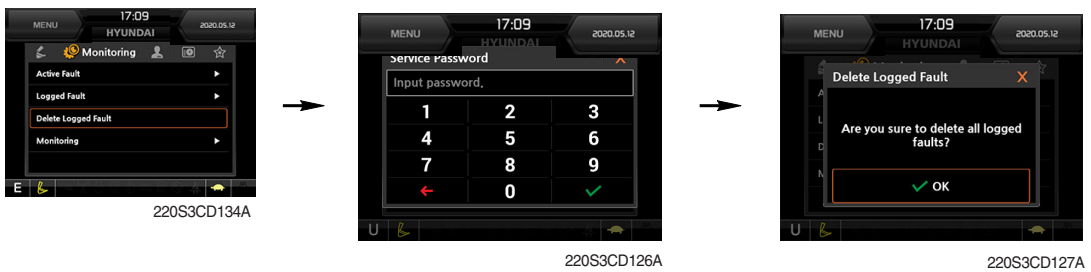 MENU
17:09
HYUNDAI
2020.05.12
Monitoring
Active Fault
Logged Fault
Delete Logged Fault
Monitoring
E
220S3CD134A
MENU
17:09
HYUNDAI
2020.05.12
Service Password
X
Input password.
1 2 3
4 5 6
7 8 9
0
U
220S3CD126A
MENU
17:09
HYUNDAI
2020.05.12
Delete Logged Fault X
A
L
D
M
Are you sure to delete all logged
faults?
OK
U
220S3CD127A